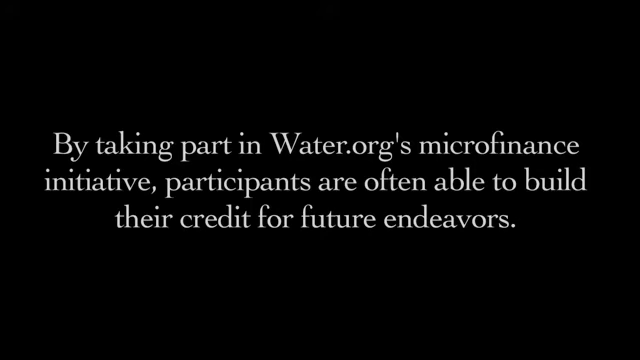 By taking part in Water.org's microfinance
initiative, participants are often able to build
their credit for future endeavors.